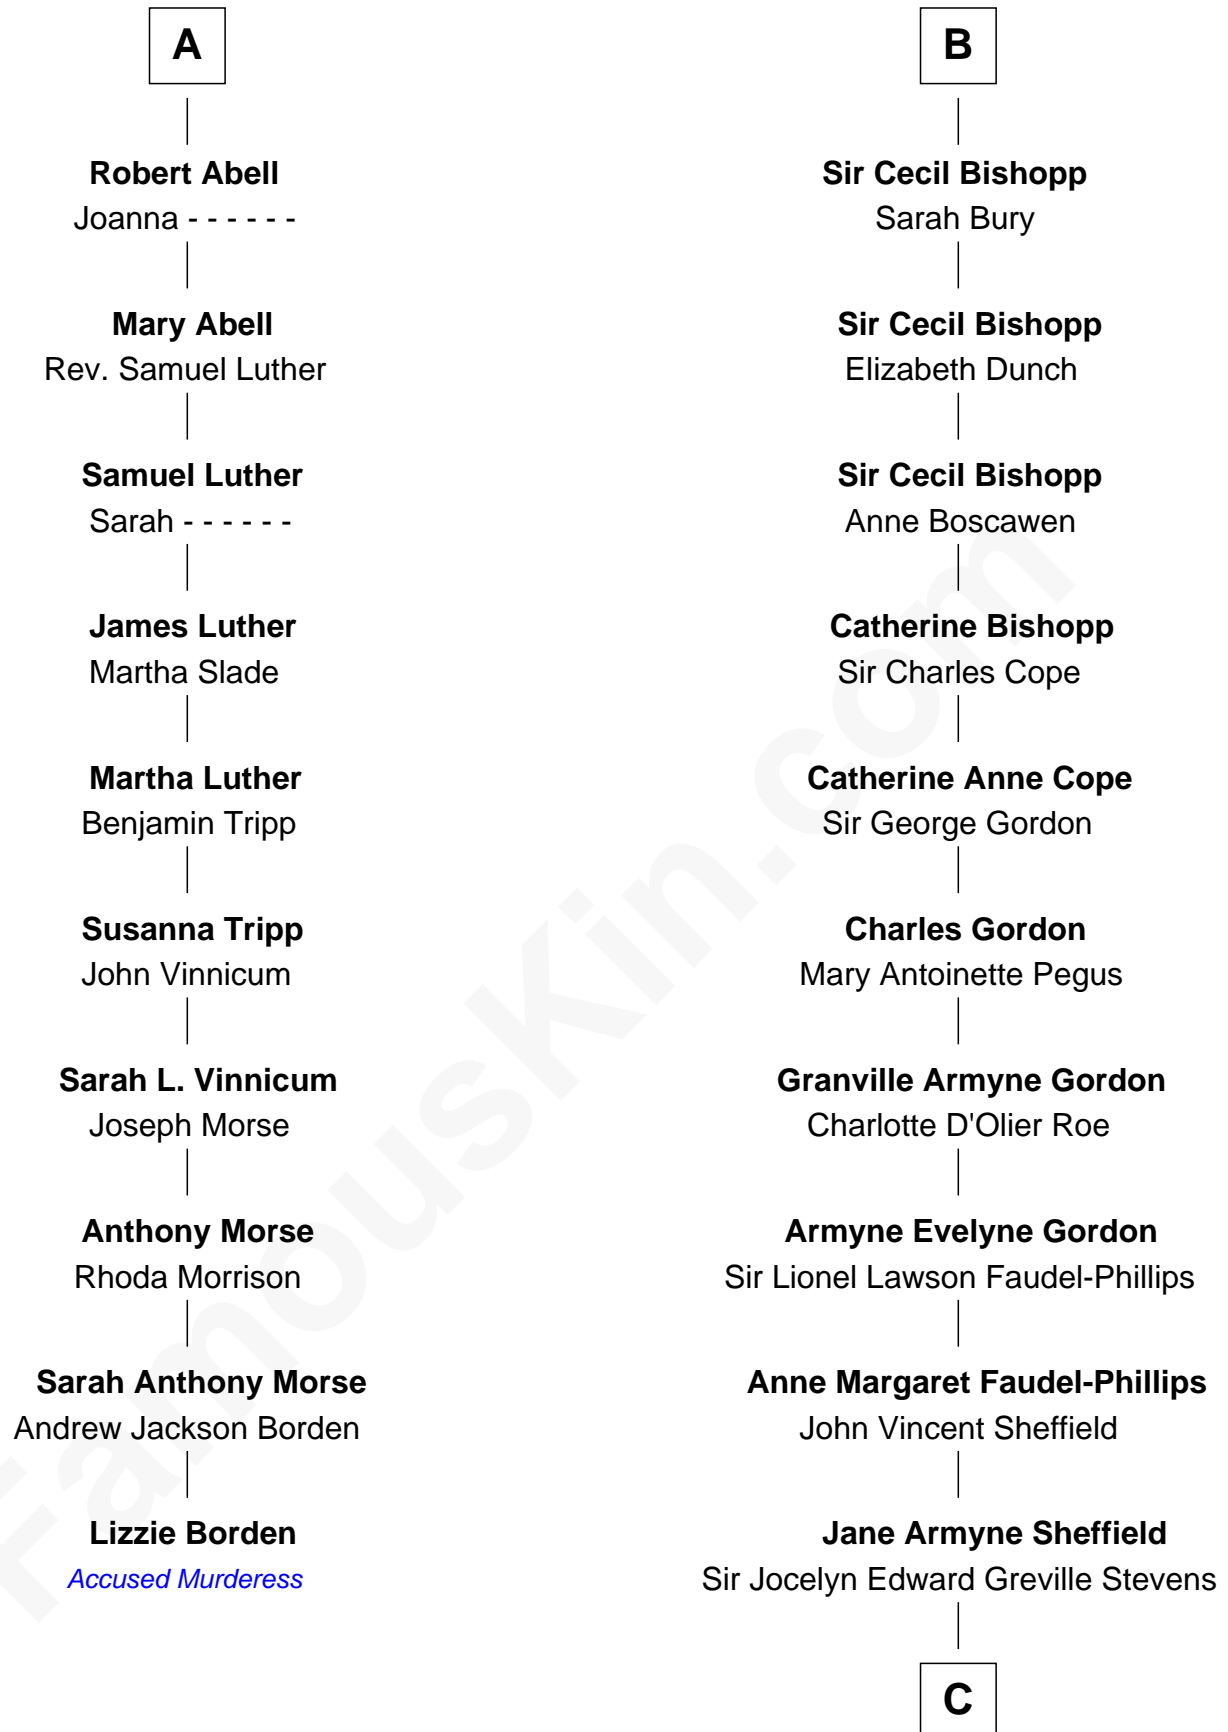 A
Robert Abell
Joanna - - - - - -
Mary Abell
Rev. Samuel Luther
Samuel Luther
Sarah - - - - - -
James Luther
Martha Slade
Martha Luther
Benjamin Tripp
Susanna Tripp
John Vinnicum
Sarah L. Vinnicum
Joseph Morse
Anthony Morse
Rhoda Morrison
Sarah Anthony Morse
Andrew Jackson Borden
Lizzie Borden
Accused Murderess
B
Sir Cecil Bishopp
Sarah Bury
Sir Cecil Bishopp
Elizabeth Dunch
Sir Cecil Bishopp
Anne Boscawen
Catherine Bishopp
Sir Charles Cope
Catherine Anne Cope
Sir George Gordon
Charles Gordon
Mary Antoinette Pegus
Granville Armyne Gordon
Charlotte D'Olier Roe
Armyne Evelyne Gordon
Sir Lionel Lawson Faudel-Phillips
Anne Margaret Faudel-Phillips
John Vincent Sheffield
Jane Armyne Sheffield
Sir Jocelyn Edward Greville Stevens
C
FamousKin.com